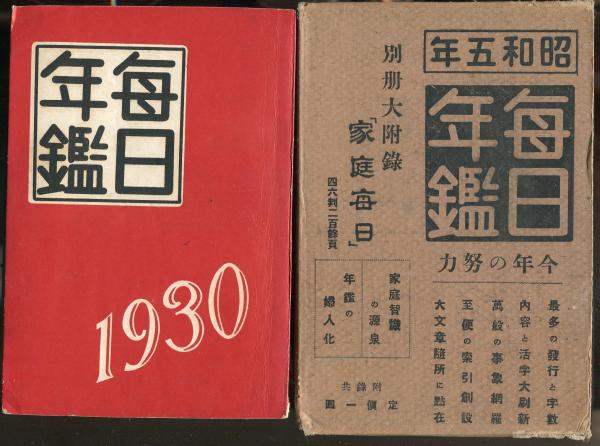 毎日
年鑑
1930
昭和五年
毎日
年鑑
今年の努力
最多の發行と字數
内容と活字大刷新
萬般の事象網羅
至便の索引創設
大文章隨所に點在
別册大附錄
「家庭毎日」
四六判二百餘頁
家庭智識
の源泉
年鑑の
婦人化
附錄共
定價一圓